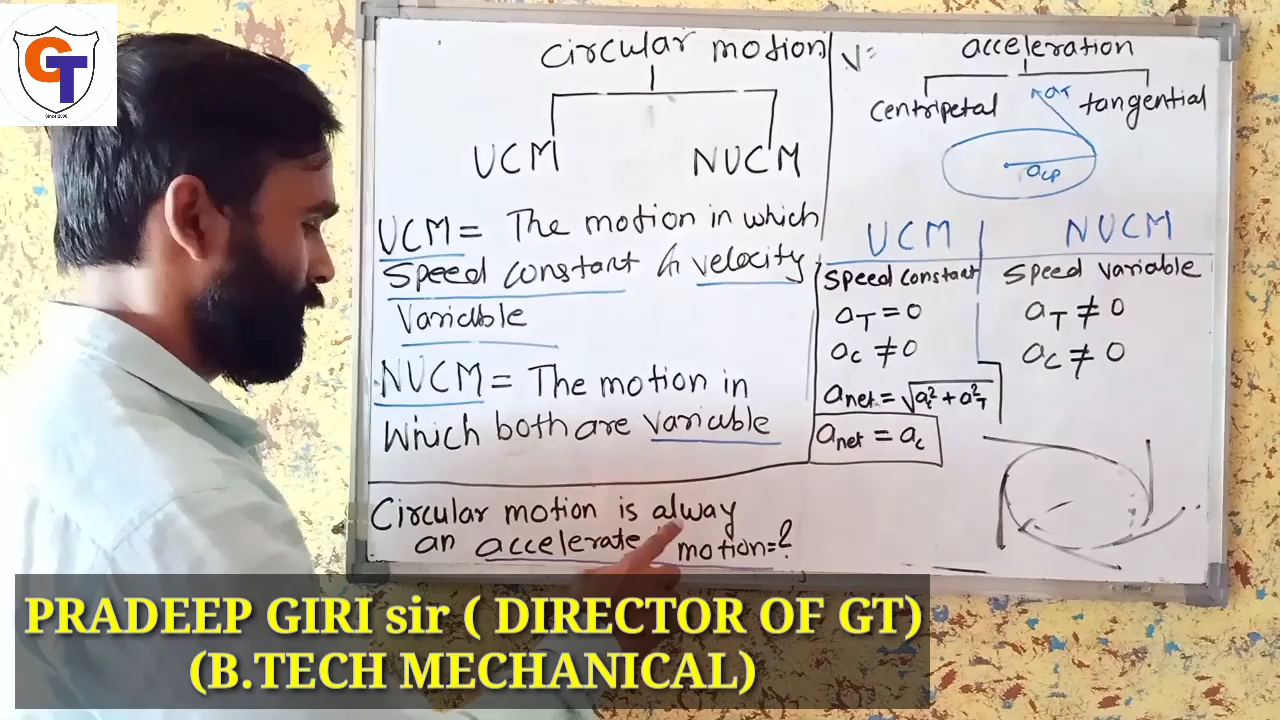 GT
Since 2006
Circular motion
UCM
NUCM
UCM = The motion in which
Speed constant & velocity
Variable
NUCM = The motion in
Which both are variable
Circular motion is alway
an accelerate motion=?
V=
acceleration
Centripetal
tangential
aT
acp
UCM
NUCM
Speed constant
Speed variable
aT = 0
aT ≠ 0
ac ≠ 0
ac ≠ 0
anet = √ac² + a²T
anet = ac
PRADEEP GIRI sir ( DIRECTOR OF GT)
(B.TECH MECHANICAL)